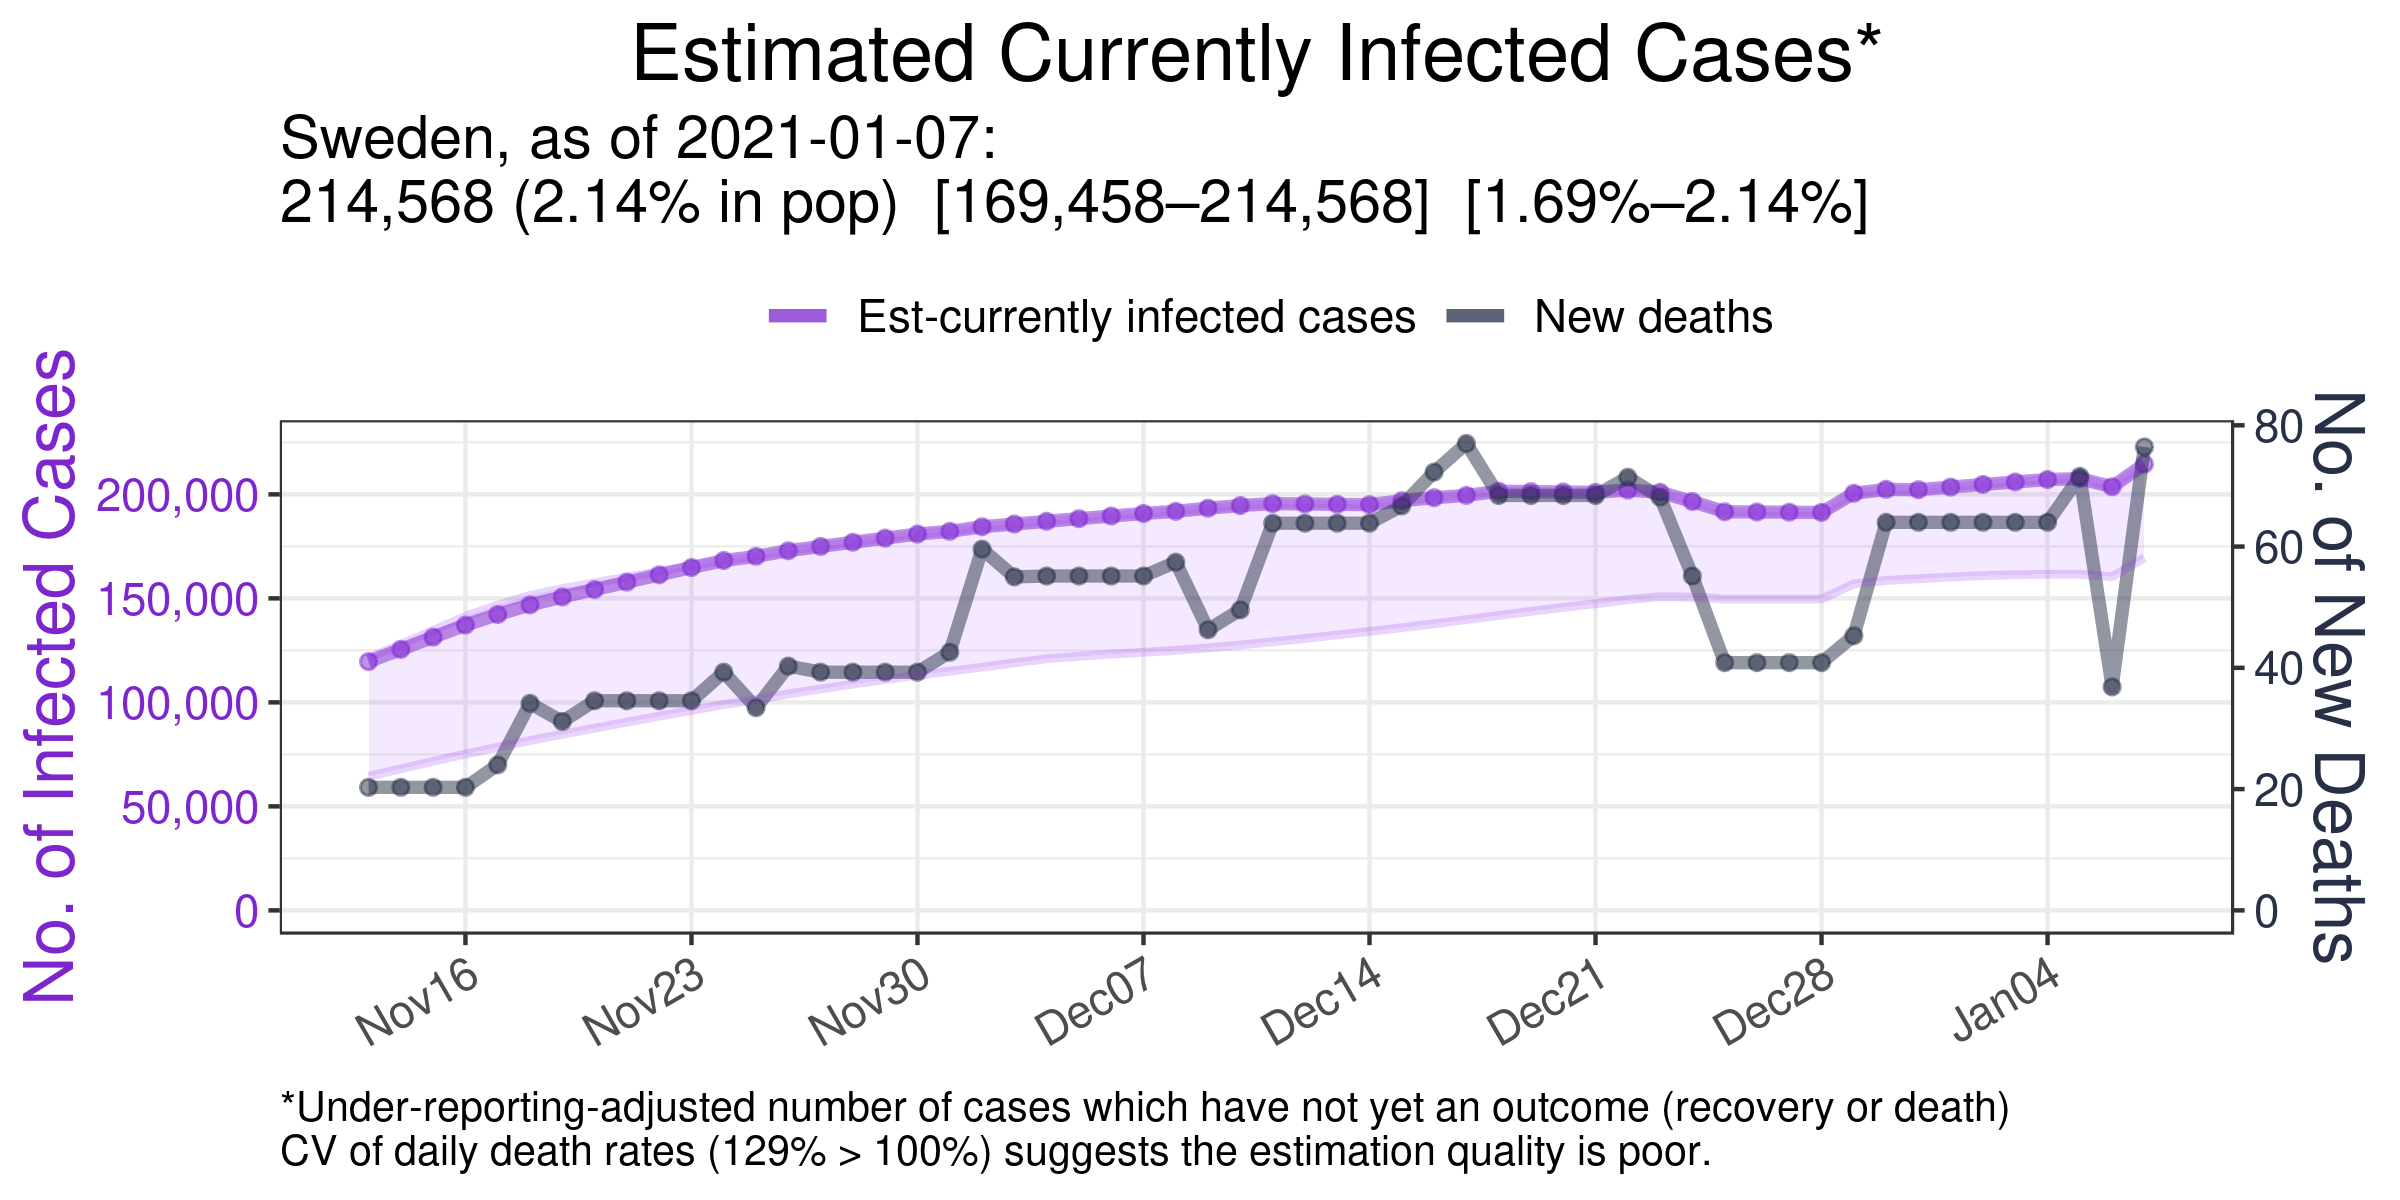 Estimated Currently Infected Cases*
Sweden, as of 2021-01-07:
214,568 (2.14% in pop)  [169,458–214,568]  [1.69%–2.14%]
Est-currently infected cases
New deaths
No. of Infected Cases
200,000
150,000
100,000
50,000
0
80
60
40
20
0
No. of New Deaths
Nov16
Nov23
Nov30
Dec07
Dec14
Dec21
Dec28
Jan04
*Under-reporting-adjusted number of cases which have not yet an outcome (recovery or death)
CV of daily death rates (129% > 100%) suggests the estimation quality is poor.